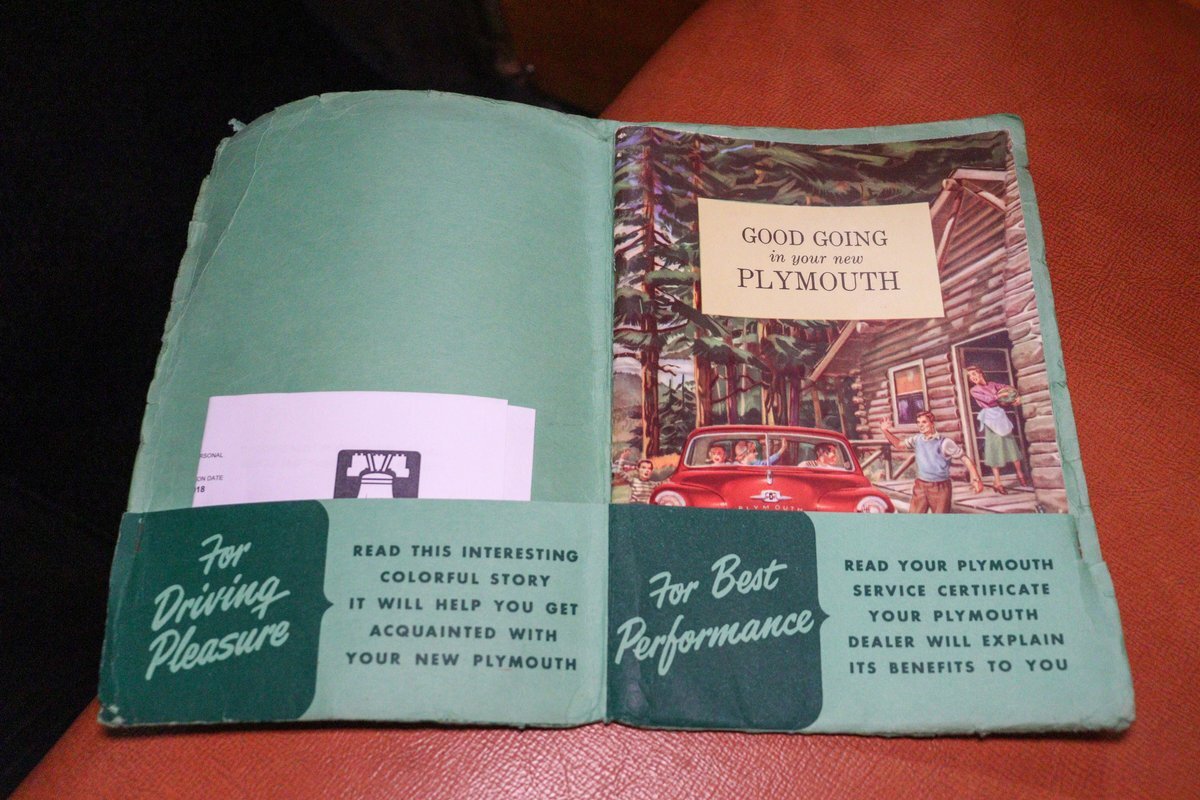 GOOD GOING
in your new
PLYMOUTH
PLYMOUTH
18
For
Driving
Pleasure
READ THIS INTERESTING
COLORFUL STORY
IT WILL HELP YOU GET
ACQUAINTED WITH
YOUR NEW PLYMOUTH
For Best
Performance
READ YOUR PLYMOUTH
SERVICE CERTIFICATE
YOUR PLYMOUTH
DEALER WILL EXPLAIN
ITS BENEFITS TO YOU